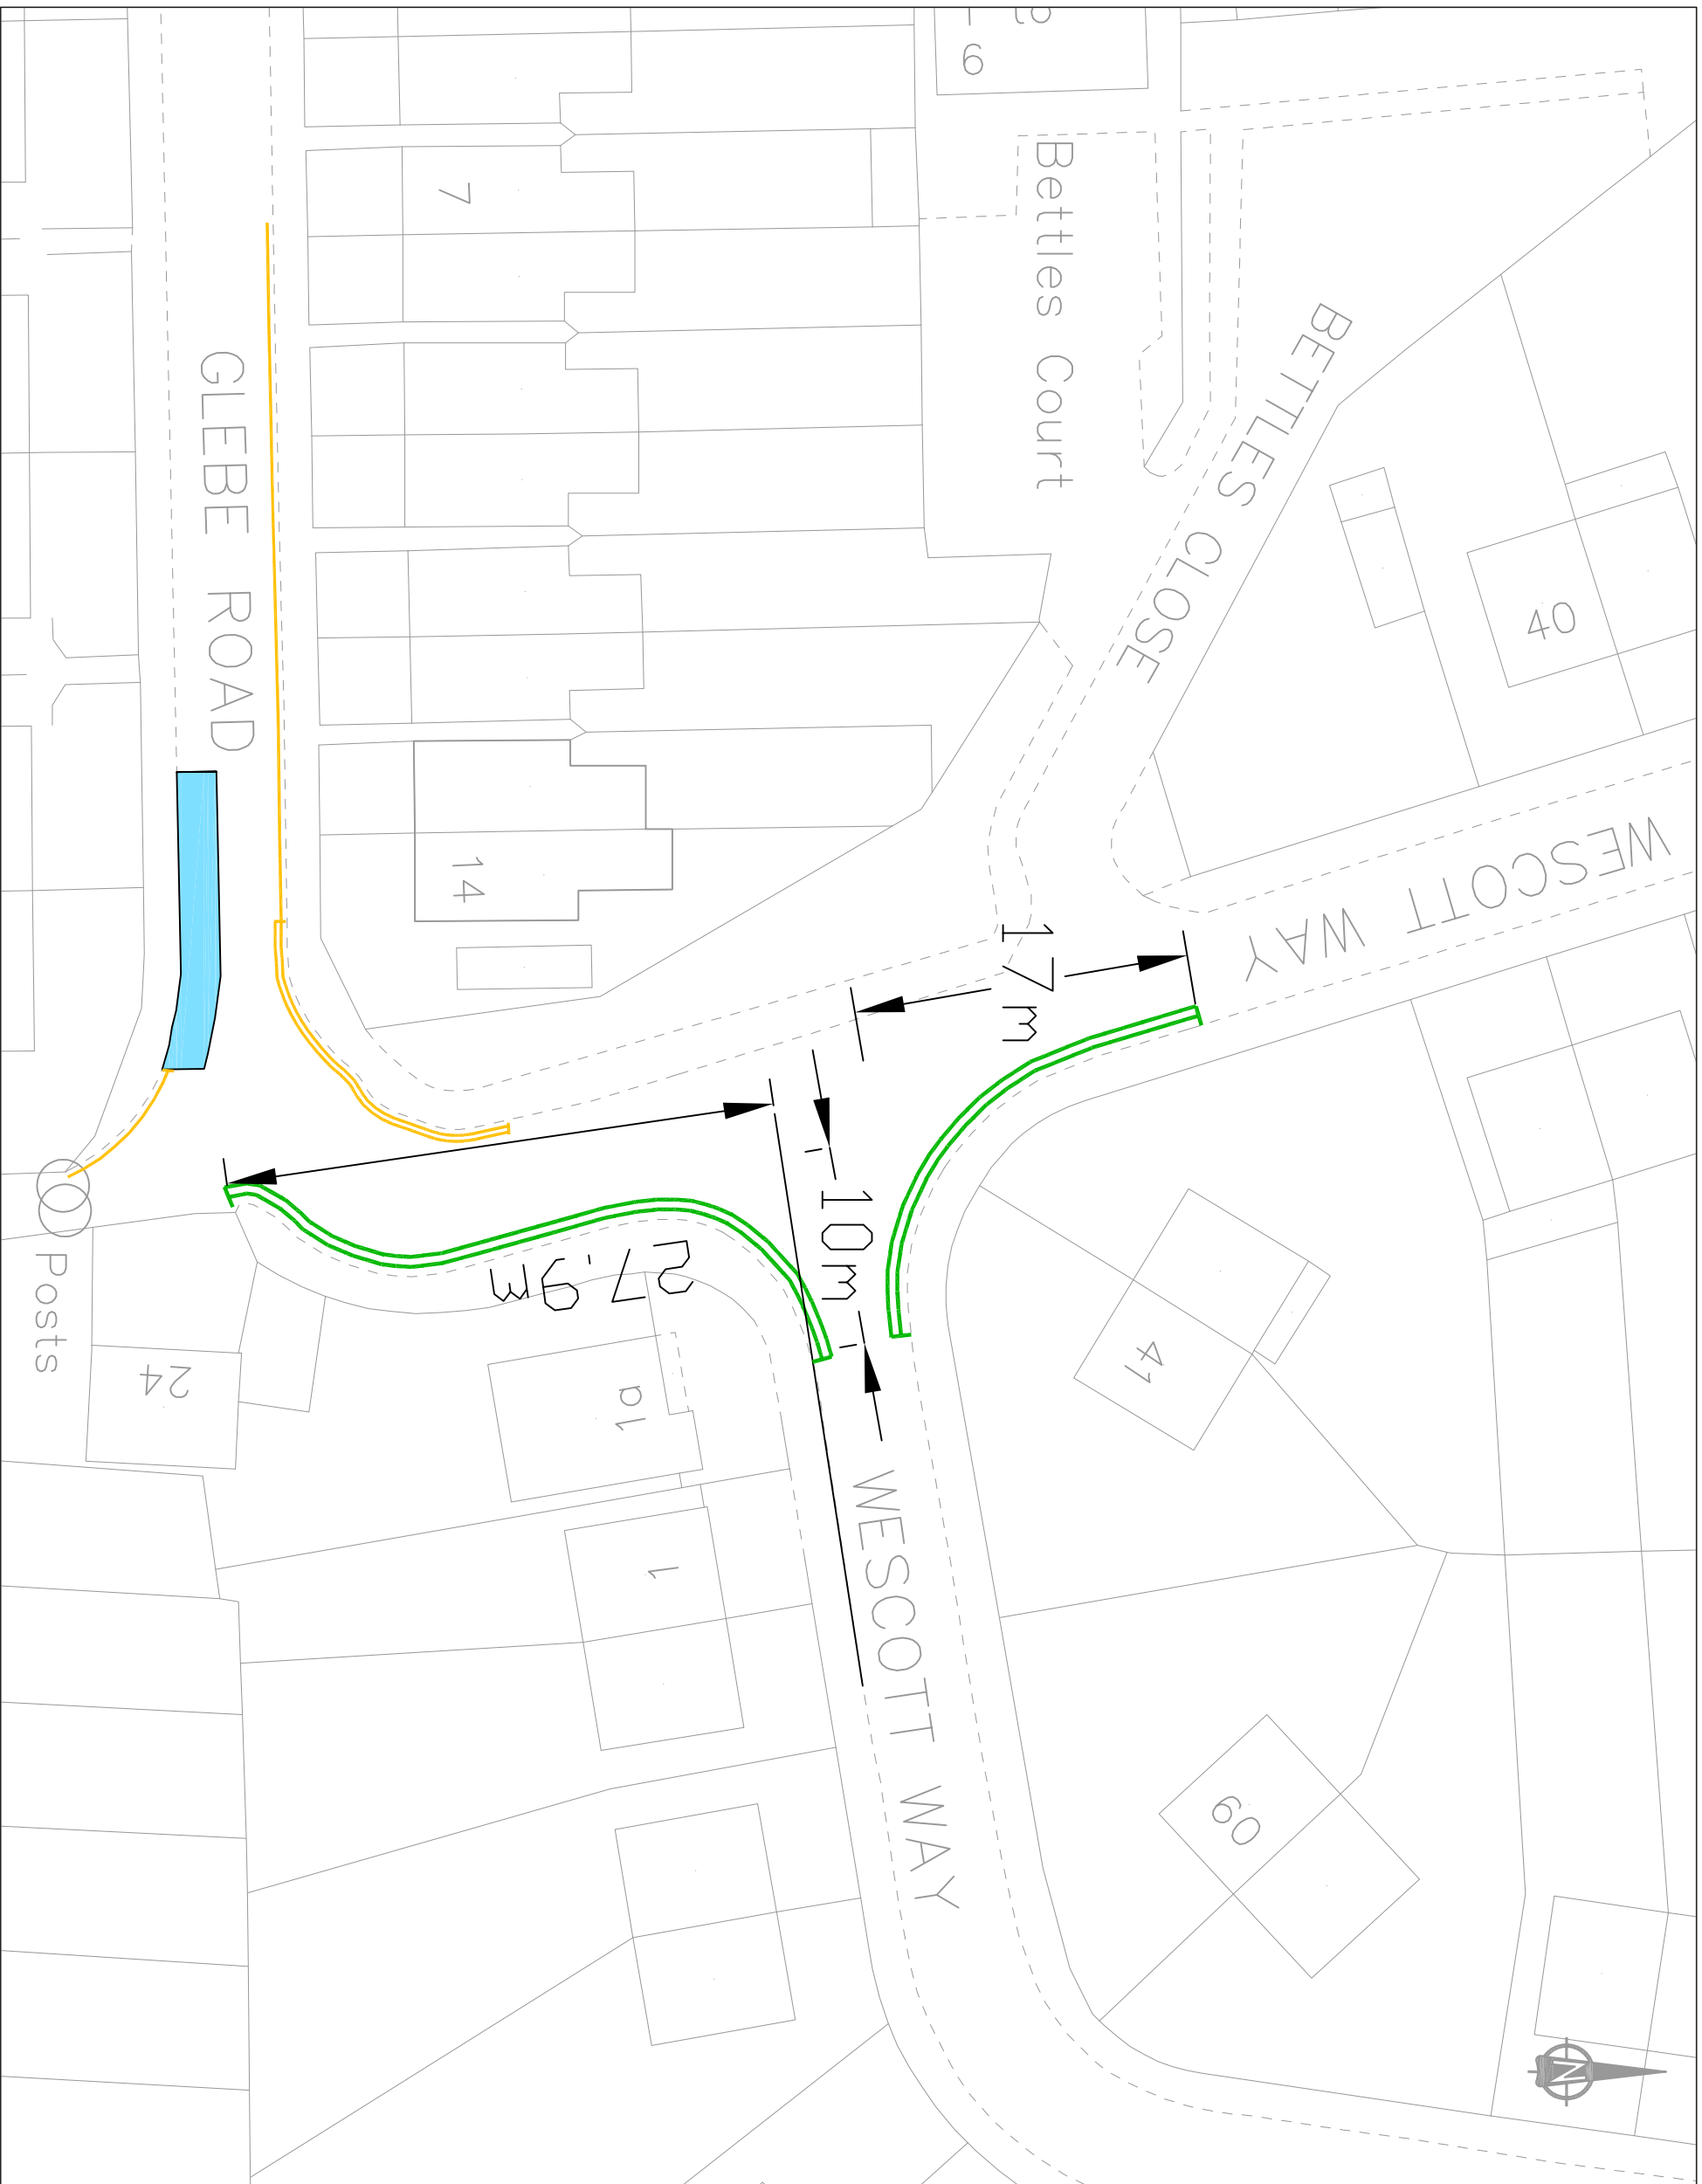 6
7
Bettles Court
BETTLES CLOSE
GLEBE ROAD
40
14
WESCOTT WAY
17m
10m
27.9m
Posts
24
1a
1
41
WESCOTT WAY
60
N